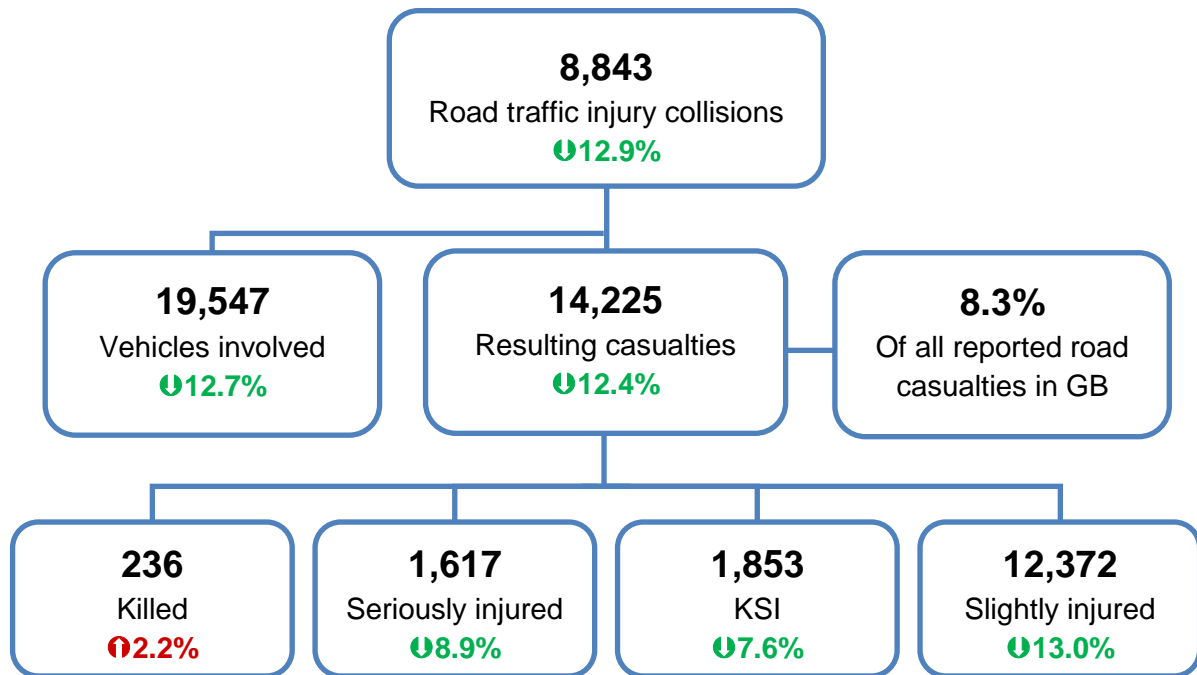 8,843
Road traffic injury collisions
12.9%
19,547
Vehicles involved
12.7%
14,225
Resulting casualties
12.4%
8.3%
Of all reported road
casualties in GB
236
Killed
2.2%
1,617
Seriously injured
8.9%
1,853
KSI
7.6%
12,372
Slightly injured
13.0%